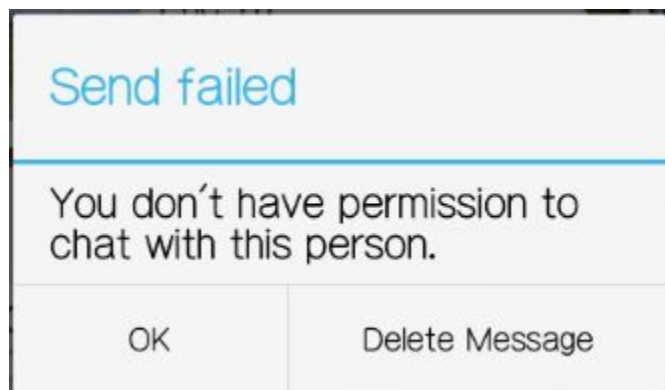 Send failed
You don´t have permission to
chat with this person.
OK
Delete Message